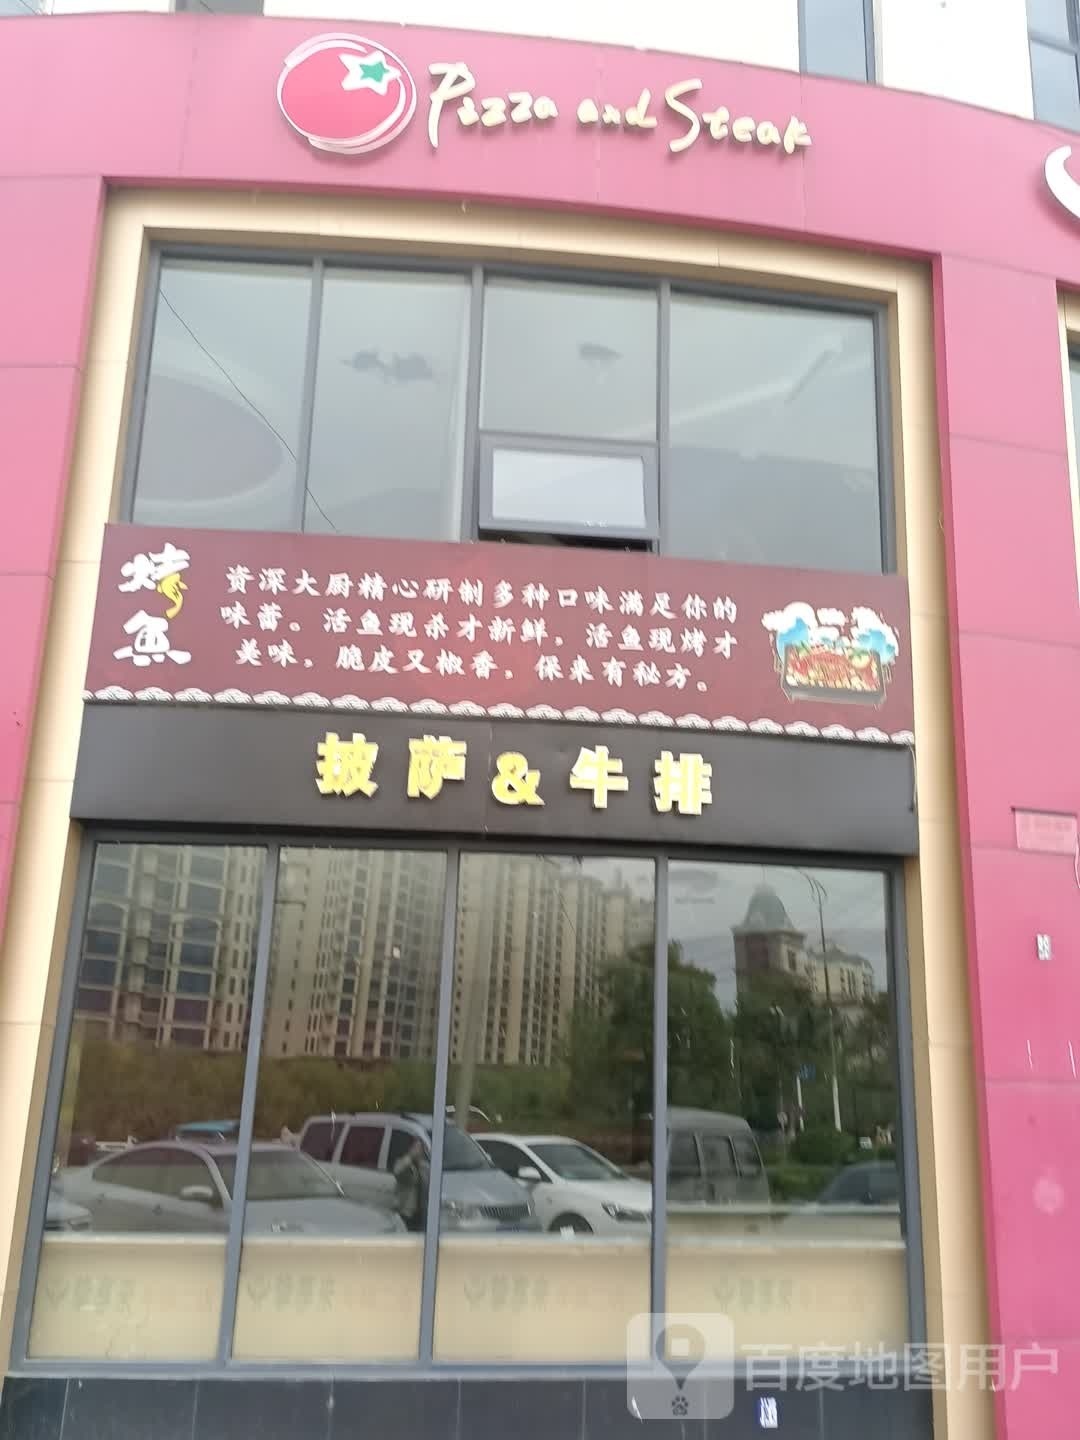 Pizza and Steak
烤鱼
资深大厨精心研制多种口味满足你的
味蕾。活鱼现杀才新鲜，活鱼现烤才
美味，脆皮又椒香，保来有秘方。
披萨&牛排
百度地图用户